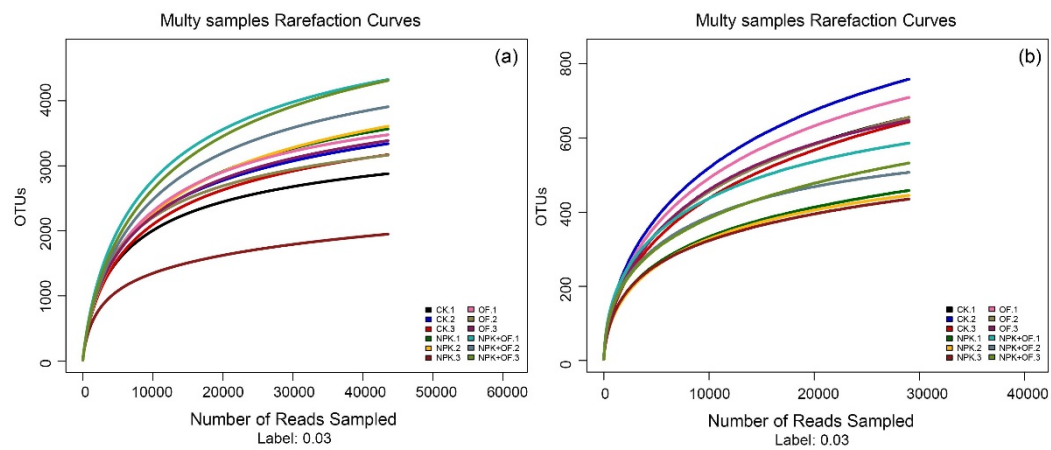 Multy samples Rarefaction Curves
(a)
OTUs
4000
3000
2000
1000
0
CK.1 OF.1
CK.2 OF.2
CK.3 OF.3
NPK.1 NPK+OF.1
NPK.2 NPK+OF.2
NPK.3 NPK+OF.3
0 10000 20000 30000 40000 50000 60000
Number of Reads Sampled
Label: 0.03
Multy samples Rarefaction Curves
(b)
OTUs
800
600
400
200
0
CK.1 OF.1
CK.2 OF.2
CK.3 OF.3
NPK.1 NPK+OF.1
NPK.2 NPK+OF.2
NPK.3 NPK+OF.3
0 10000 20000 30000 40000
Number of Reads Sampled
Label: 0.03